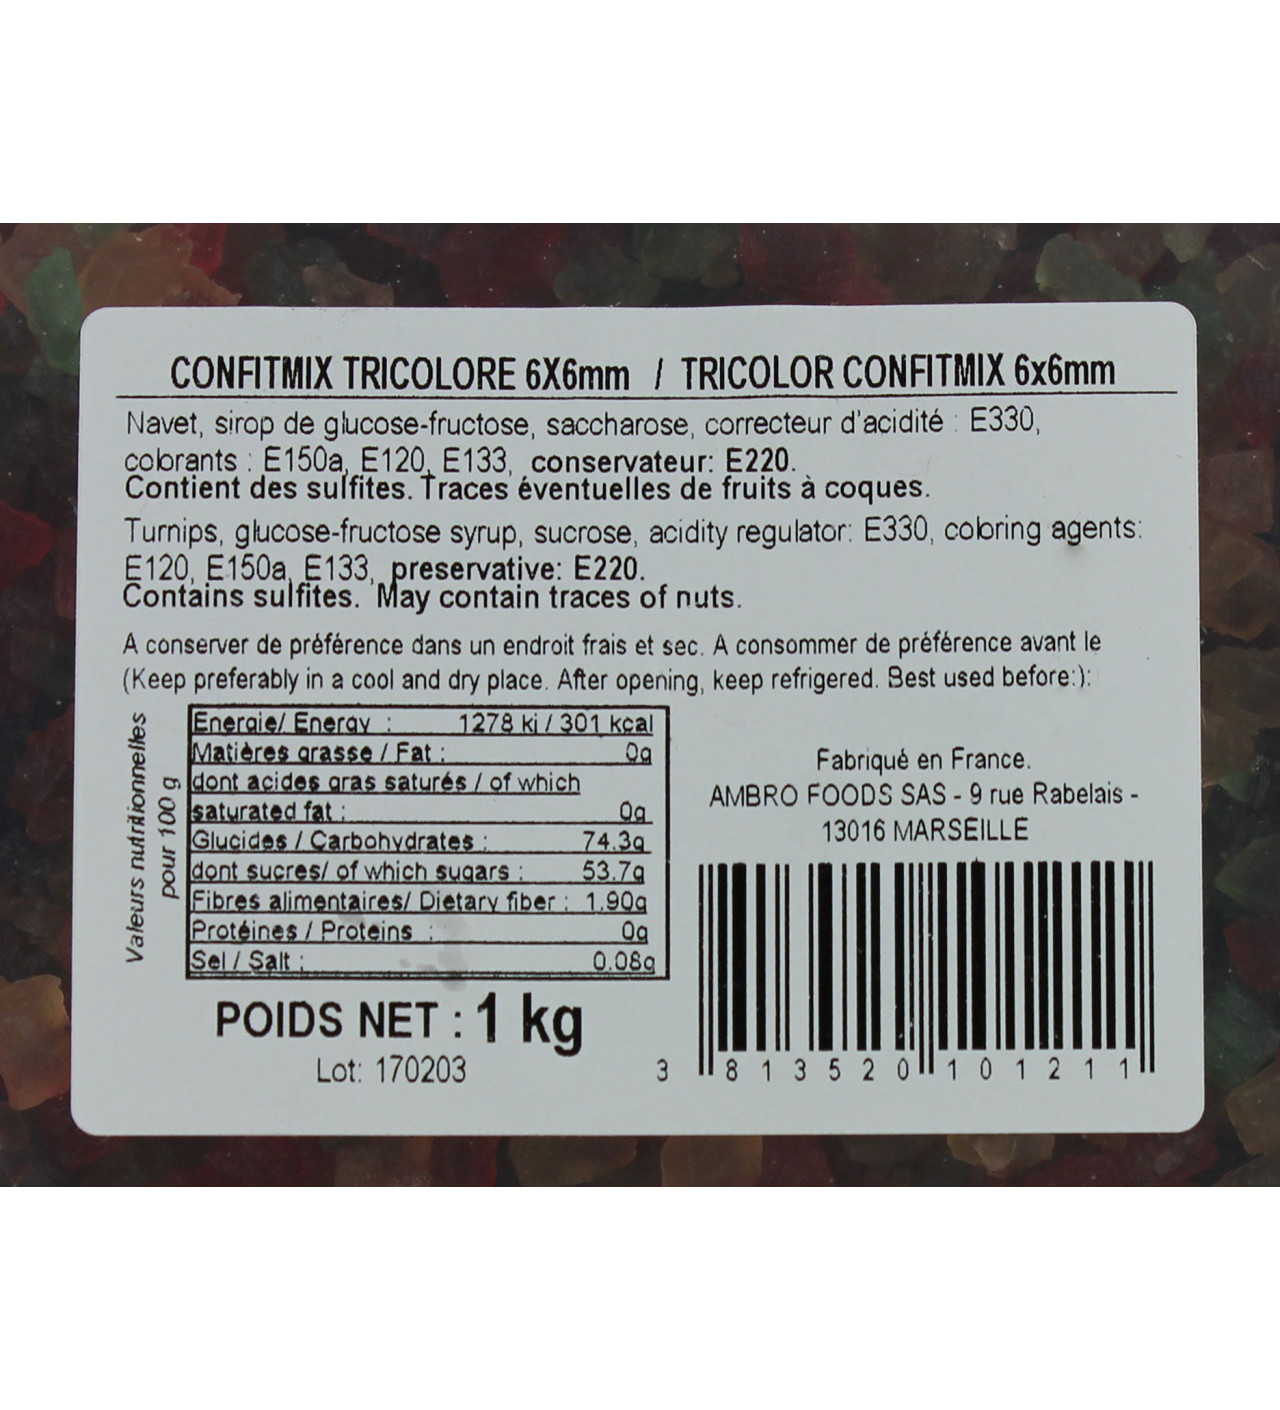 CONFITMIX TRICOLORE 6X6mm / TRICOLOR CONFITMIX 6x6mm
Navet, sirop de glucose-fructose, saccharose, correcteur d'acidité : E330,
colorants : E150a, E120, E133, conservateur: E220.
Contient des sulfites. Traces éventuelles de fruits à coques.
Turnips, glucose-fructose syrup, sucrose, acidity regulator: E330, coloring agents:
E120, E150a, E133, preservative: E220.
Contains sulfites. May contain traces of nuts.
A conserver de préférence dans un endroit frais et sec. A consommer de préférence avant le
(Keep preferably in a cool and dry place. After opening, keep refrigered. Best used before:):
Valeurs nutritionnelles
pour 100 g
Energie/ Energy : 1278 kj / 301 kcal
Matières grasse / Fat : 0g
dont acides gras saturés / of which
saturated fat : 0g
Glucides / Carbohydrates : 74.3g
dont sucres/ of which sugars : 53.7g
Fibres alimentaires/ Dietary fiber : 1.90g
Protéines / Proteins : 0g
Sel / Salt : 0.08g
POIDS NET : 1 kg
Lot: 170203
Fabriqué en France.
AMBRO FOODS SAS - 9 rue Rabelais -
13016 MARSEILLE
3 813520 101211